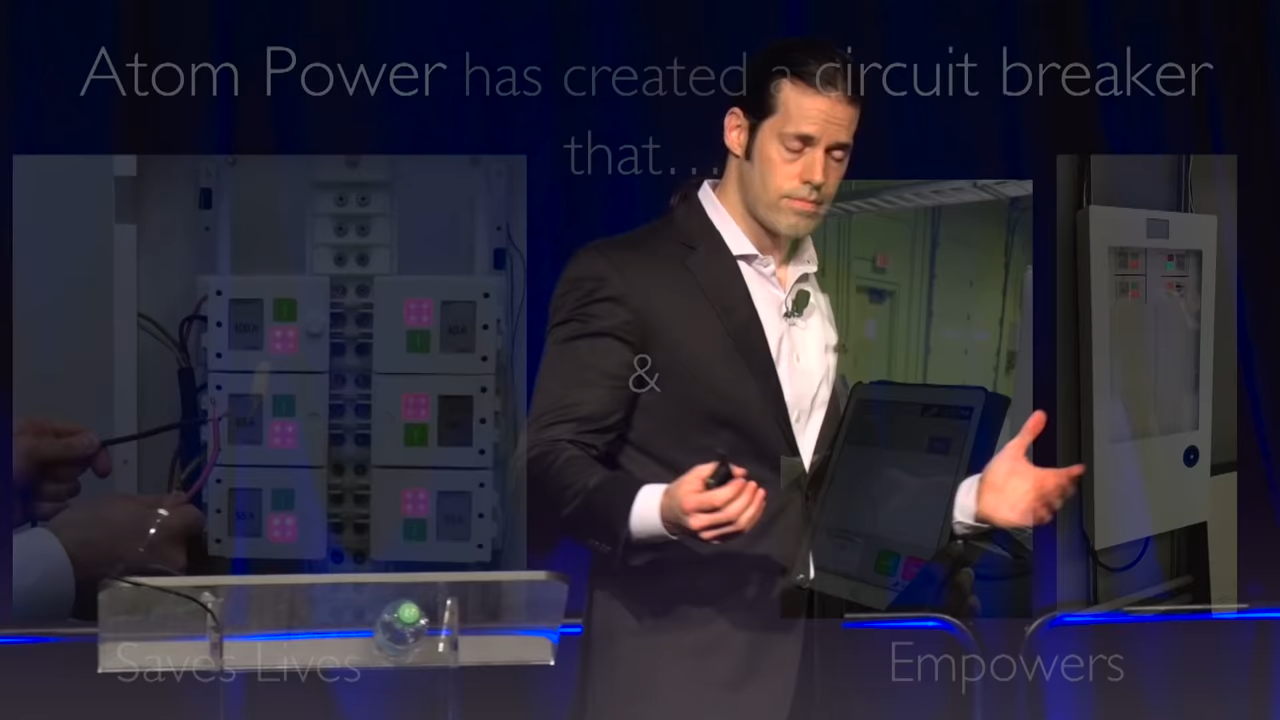 Atom Power has created a circuit breaker
that...
&
Saves Lives
Empowers